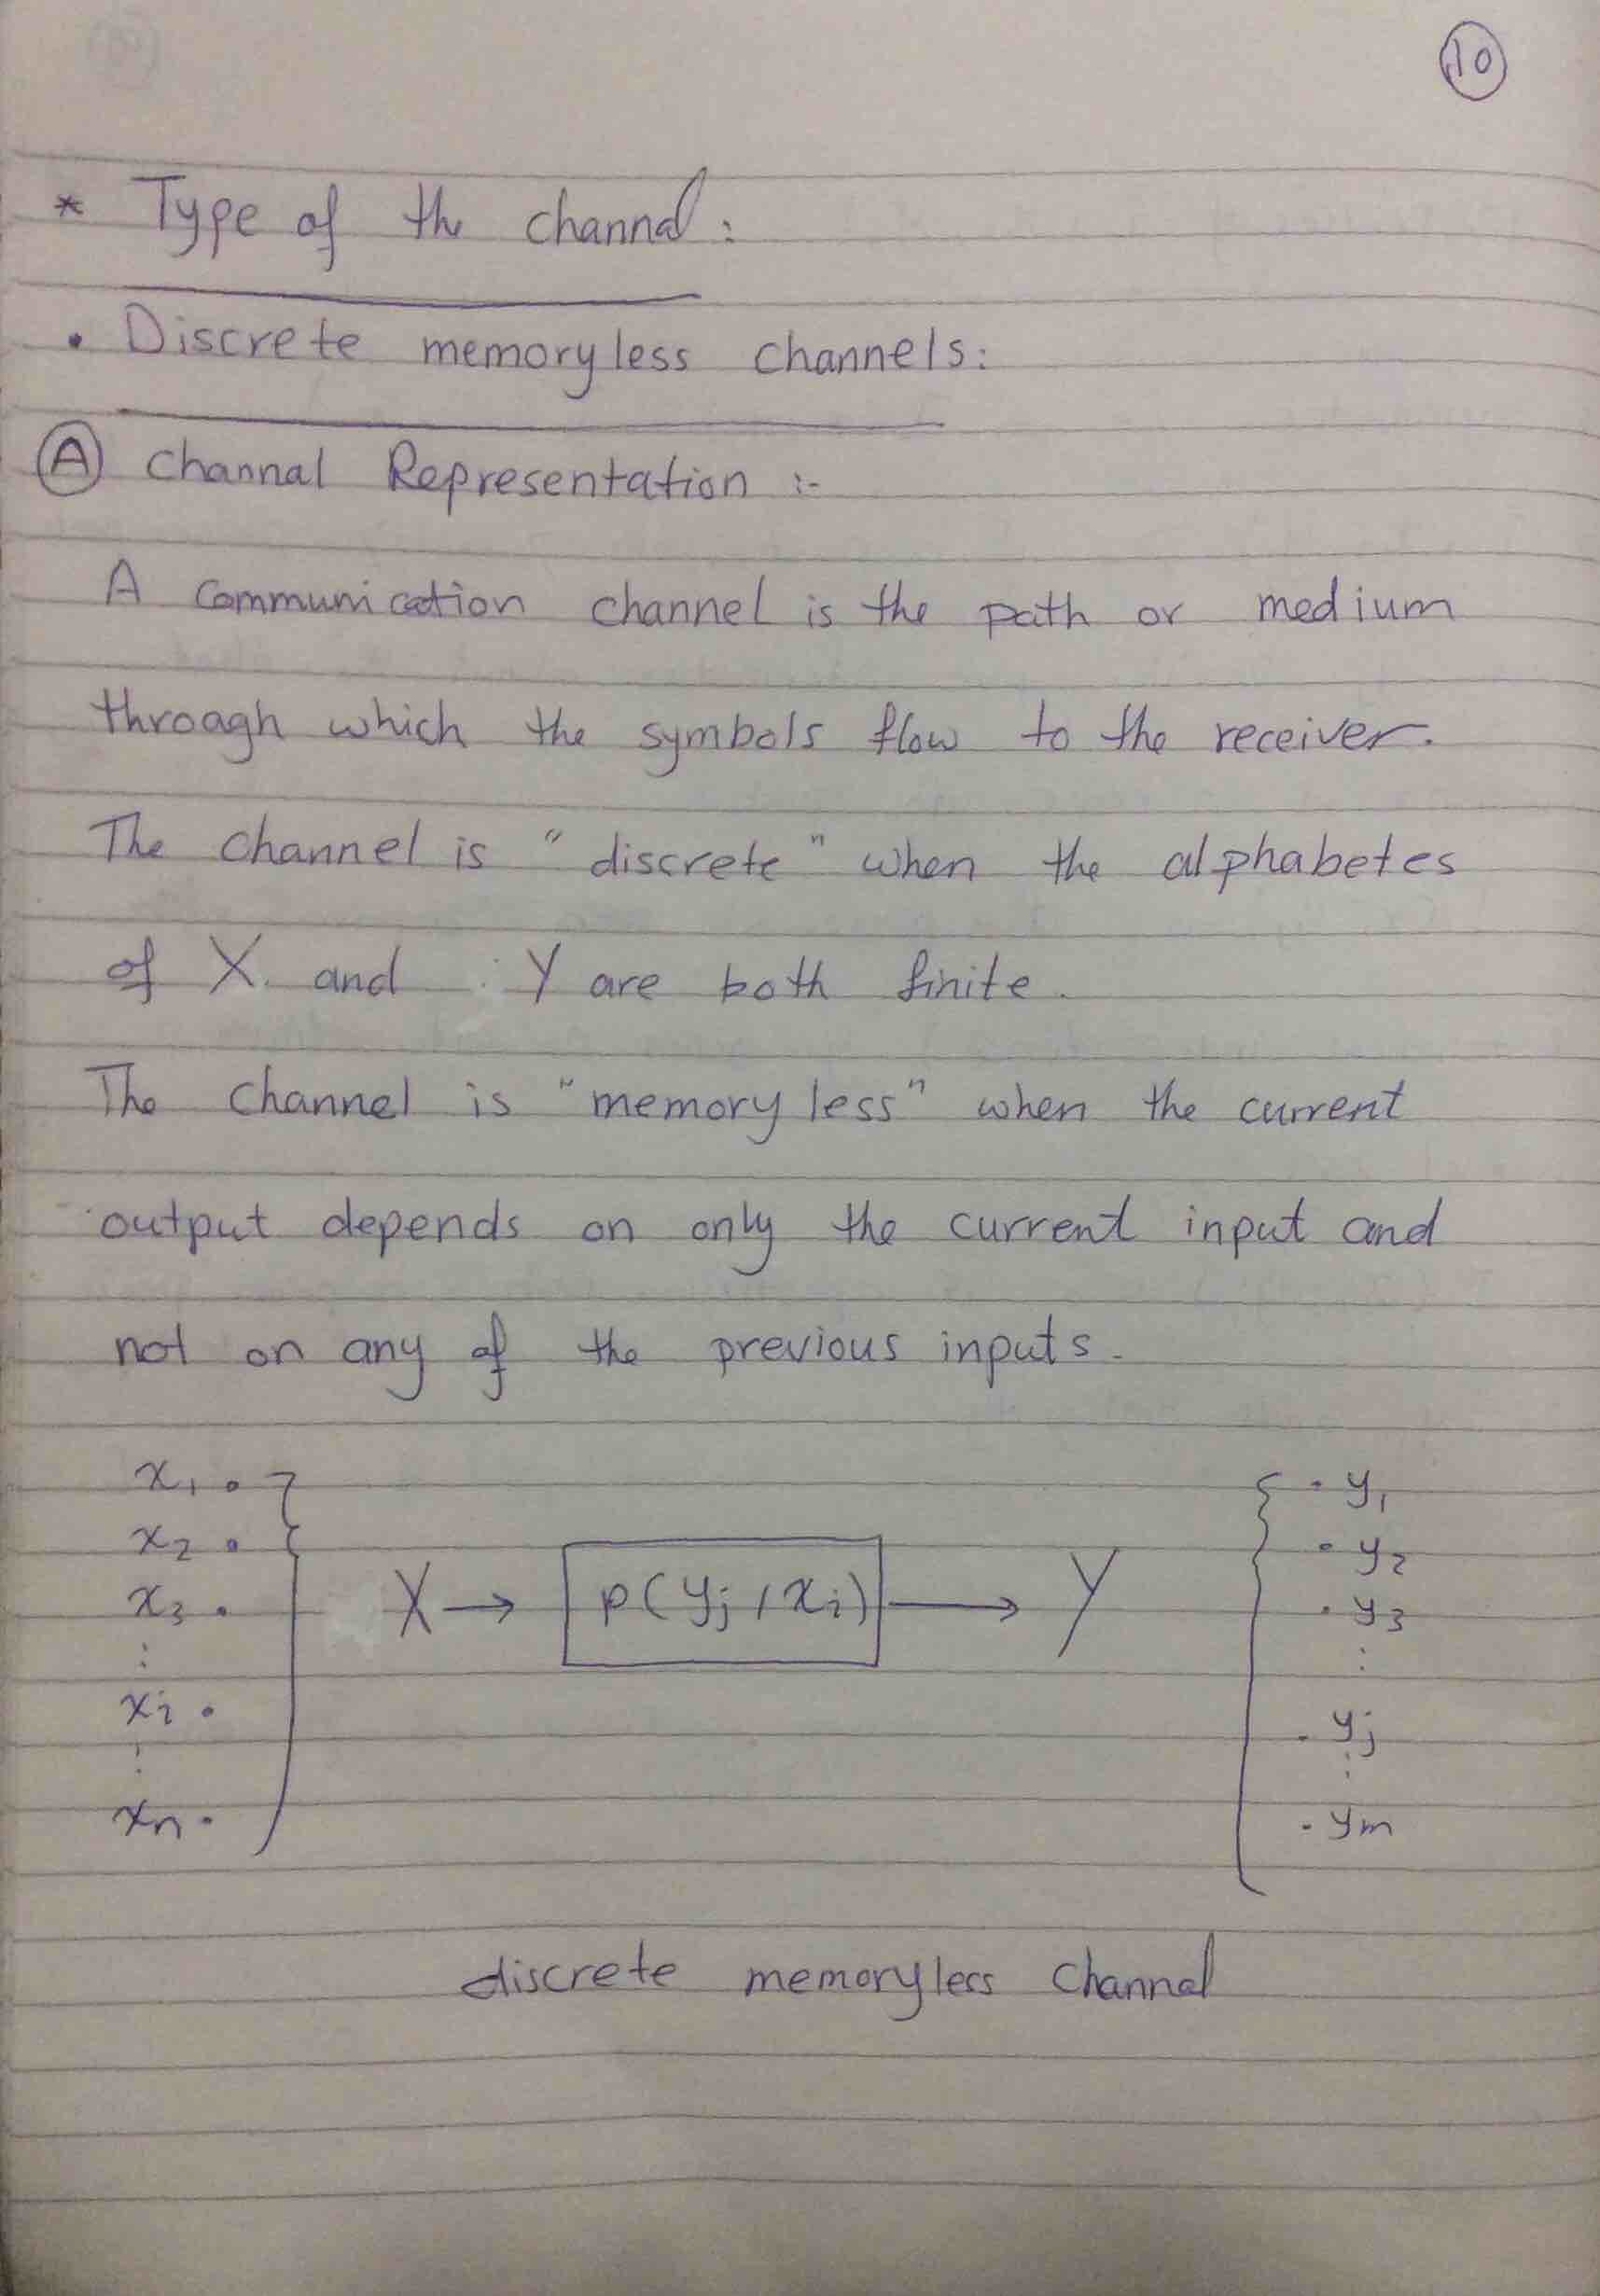 10
* Type of the channel:
• Discrete memoryless channels:
Ⓐ Channal Representation :-
A communication channel is the path or medium
throagh which the symbols flow to the receiver.
The channel is "discrete" when the alphabetes
of X and Y are both finite.
The channel is "memoryless" when the current
output depends on only the current input and
not on any of the previous inputs.
x₁ • • y₁
x₂ • • y₂
x₃ • X → p(yj/xi) → Y • y₃
⋮ ⋮
xi • • yj
⋮ ⋮
xn • • ym
discrete memoryless channel